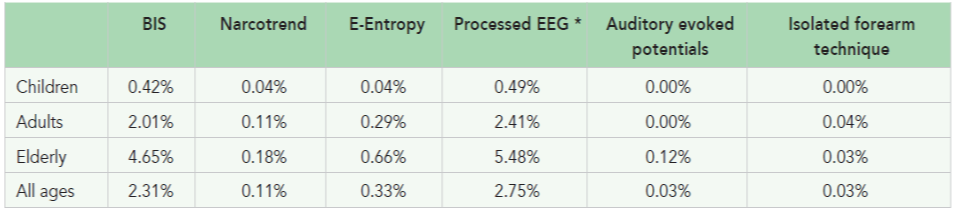 BIS Narcotrend E-Entropy Processed EEG * Auditory evoked potentials Isolated forearm technique
Children 0.42% 0.04% 0.04% 0.49% 0.00% 0.00%
Adults 2.01% 0.11% 0.29% 2.41% 0.00% 0.04%
Elderly 4.65% 0.18% 0.66% 5.48% 0.12% 0.03%
All ages 2.31% 0.11% 0.33% 2.75% 0.03% 0.03%